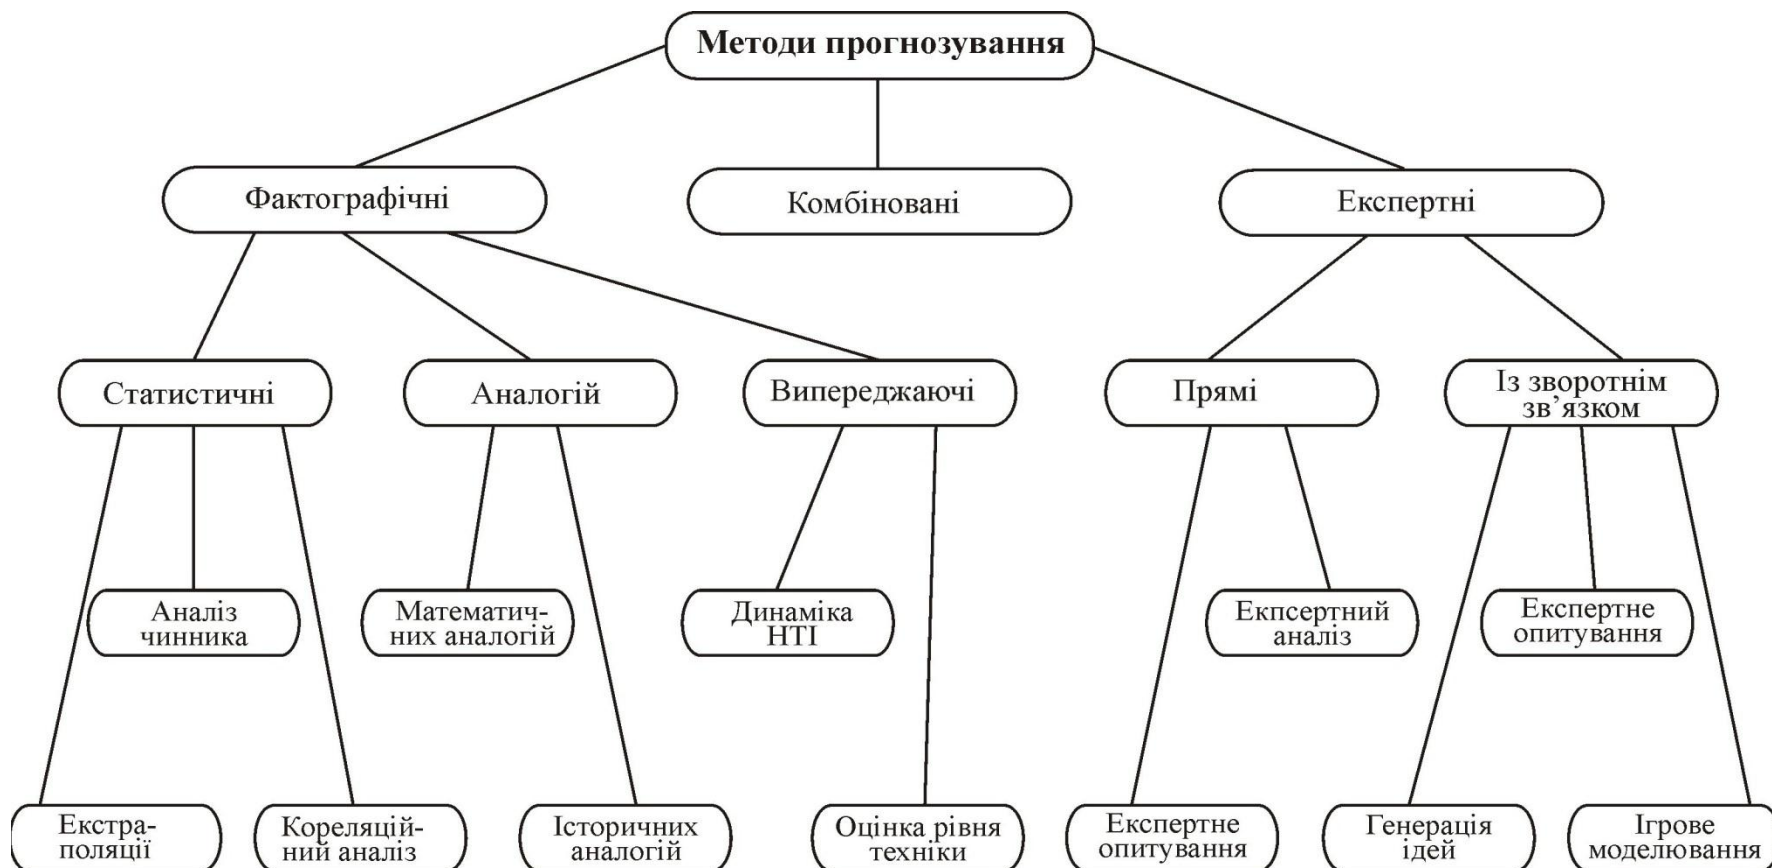 Методи прогнозування
Фактографічні
Комбіновані
Експертні
Статистичні
Аналогій
Випереджаючі
Прямі
Із зворотнім
зв’язком
Аналіз
чинника
Математич-
них аналогій
Динаміка
НТІ
Екпсертний
аналіз
Експертне
опитування
Екстра-
поляції
Кореляцій-
ний аналіз
Історичних
аналогій
Оцінка рівня
техніки
Експертне
опитування
Генерація
ідей
Ігрове
моделювання